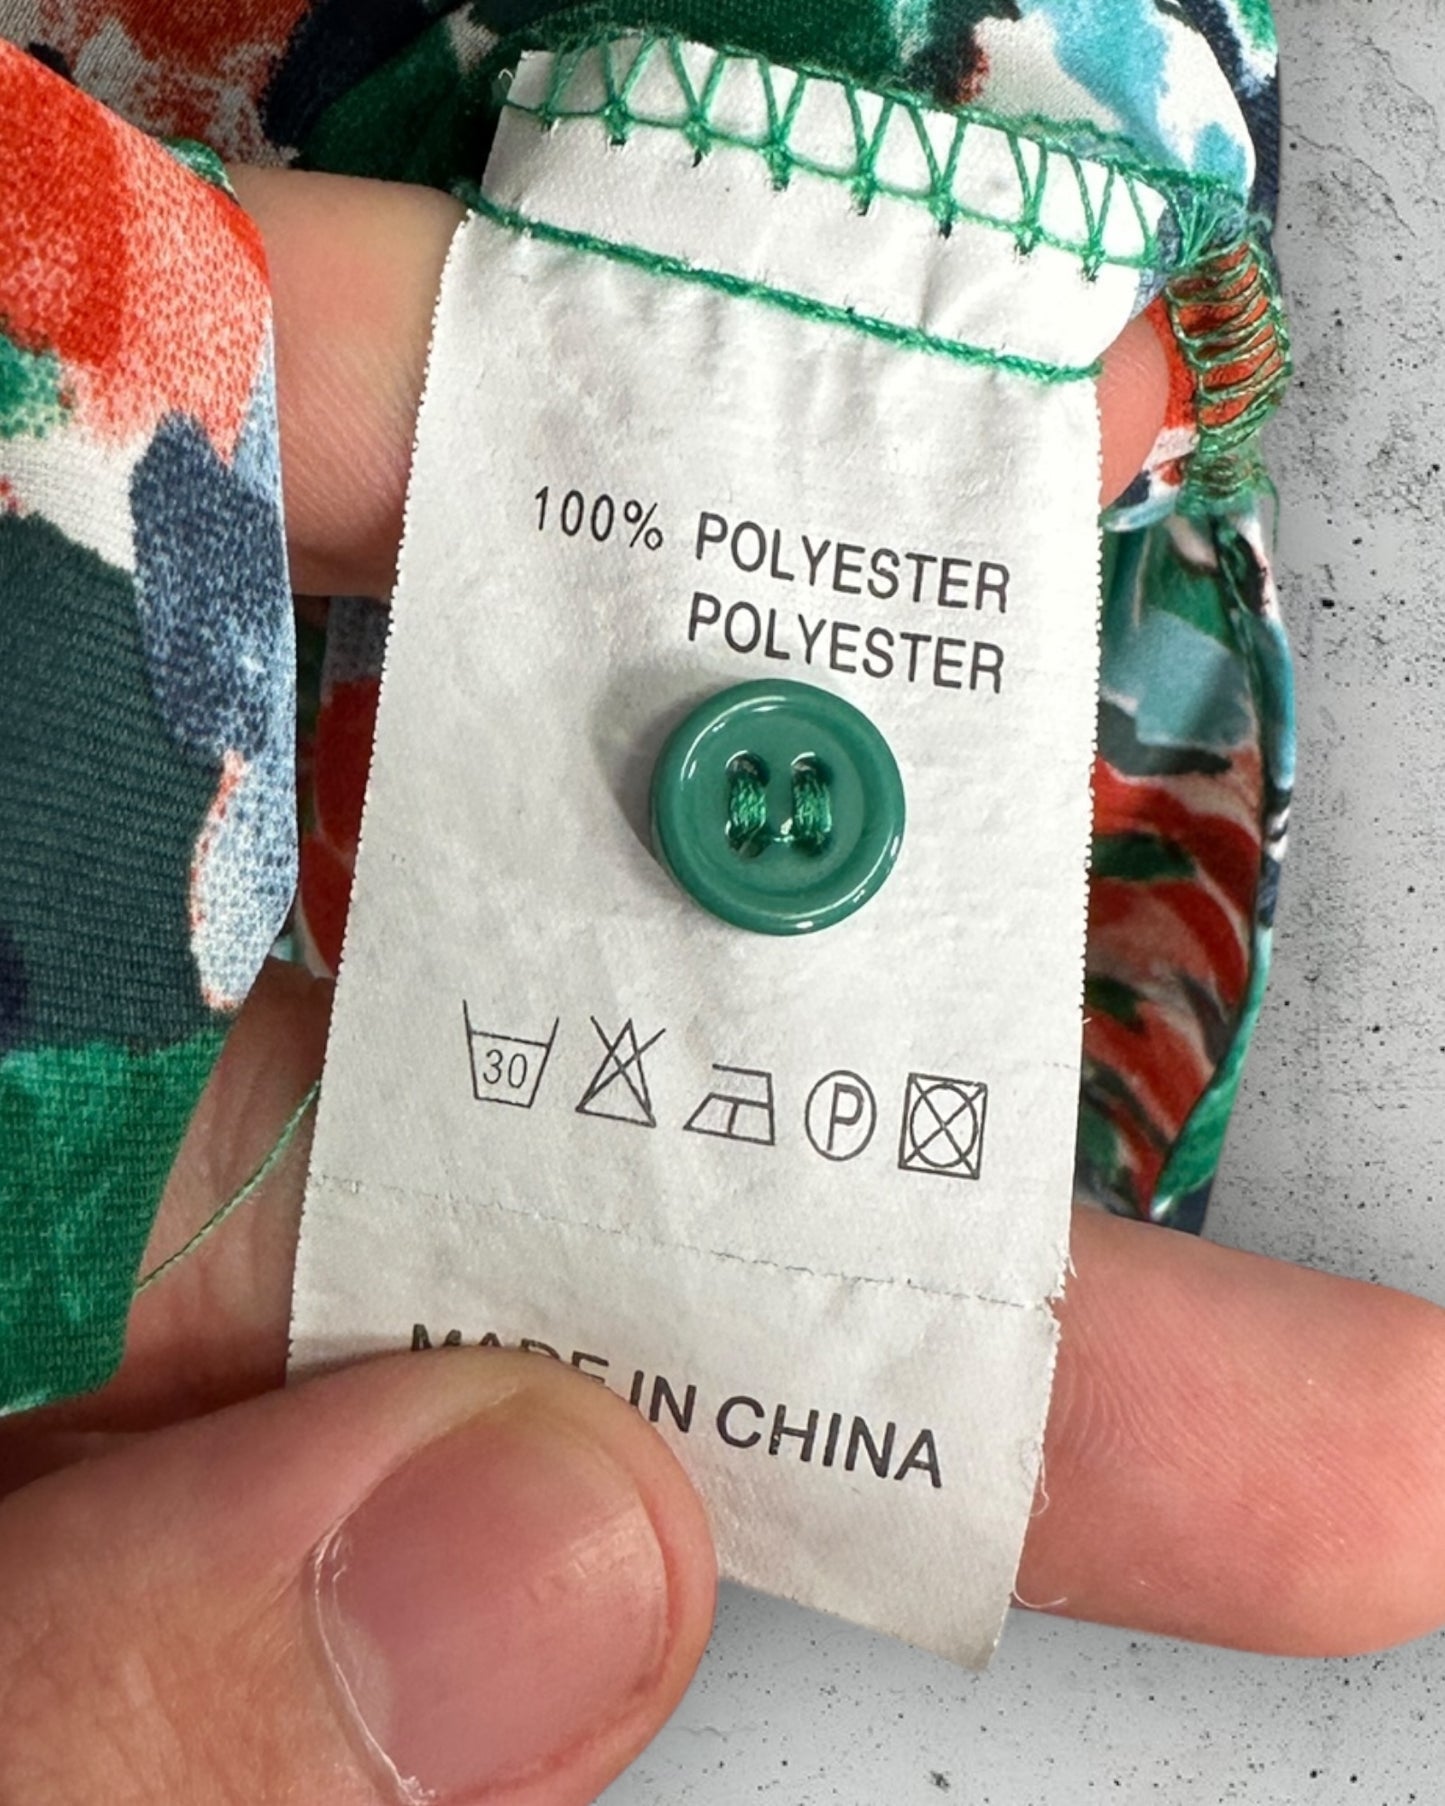 100% POLYESTER
POLYESTER
30
P
MADE IN CHINA